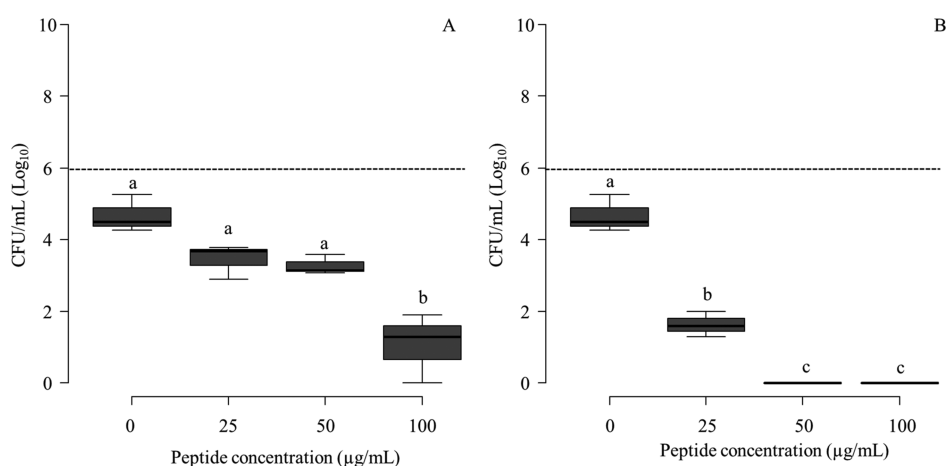 A
10
8
6
4
2
0
CFU/mL (Log10)
a
a
a
b
0
25
50
100
Peptide concentration (µg/mL)
B
10
8
6
4
2
0
CFU/mL (Log10)
a
b
c
c
0
25
50
100
Peptide concentration (µg/mL)